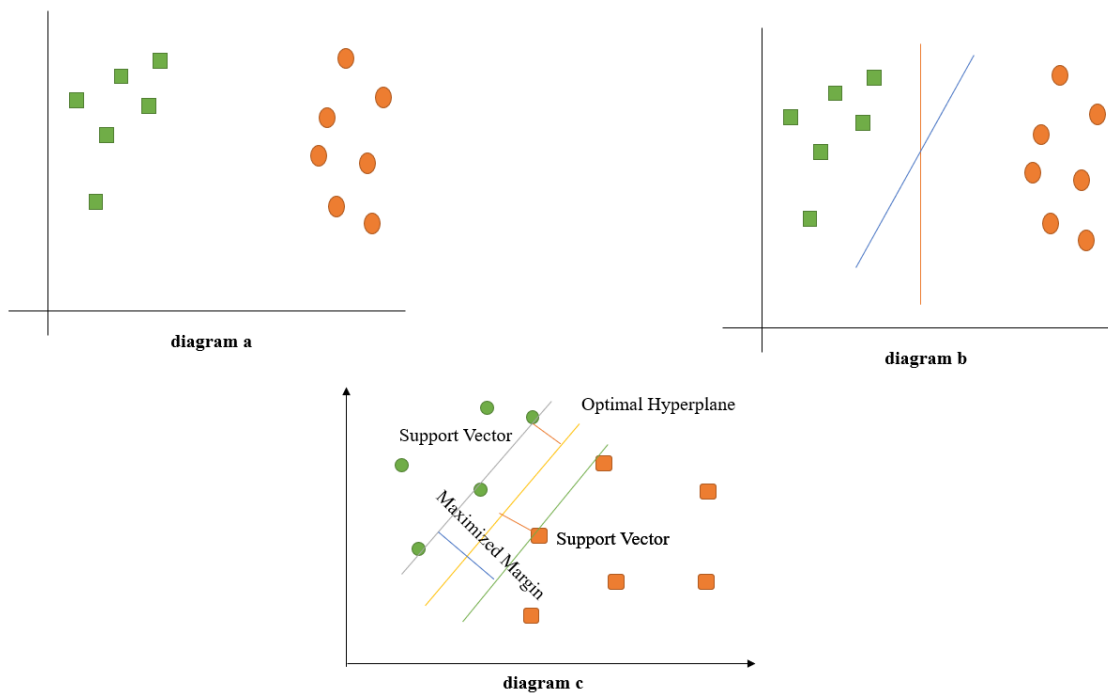 diagram a
diagram b
Optimal Hyperplane
Support Vector
Maximized Margin
Support Vector
diagram c